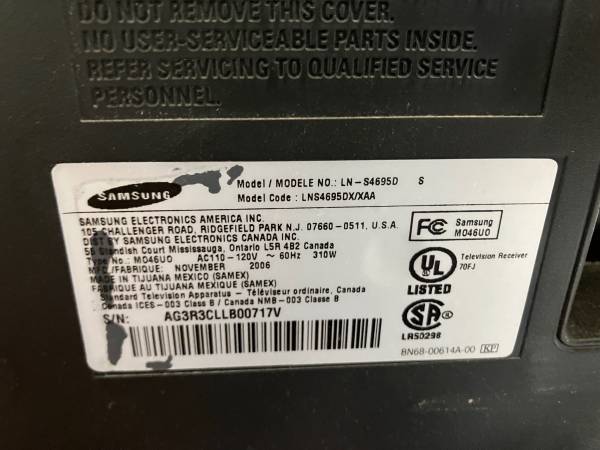 DO NOT REMOVE THIS COVER.
NO USER-SERVICEABLE PARTS INSIDE.
REFER SERVICING TO QUALIFIED SERVICE
PERSONNEL.
SAMSUNG
Model / MODELE NO.: LN-S4695D S
Model Code : LNS4695DX/XAA
SAMSUNG ELECTRONICS AMERICA INC.
105 CHALLENGER ROAD, RIDGEFIELD PARK N.J. 07660-0511, U.S.A.
DIST BY SAMSUNG ELECTRONICS CANADA INC.
55 Standish Court Mississauga, Ontario L5R 4B2 Canada
Type No.: MO46U0 AC110-120V ~ 60Hz 310W
MFD/FABRIQUE: NOVEMBER 2006
MADE IN TIJUANA MEXICO (SAMEX)
FABRIQUE AU TIJUANA MEXIQUE (SAMEX)
Standard Television Apparatus - Téléviseur ordinaire, Canada
Canada ICES-003 Class B / Canada NMB-003 Classe B
S/N: AG3R3CLLB00717V
FC Samsung
MO46U0
UL Television Receiver
70FJ
LISTED
SA
LR50298
BN68-00614A-00 KP